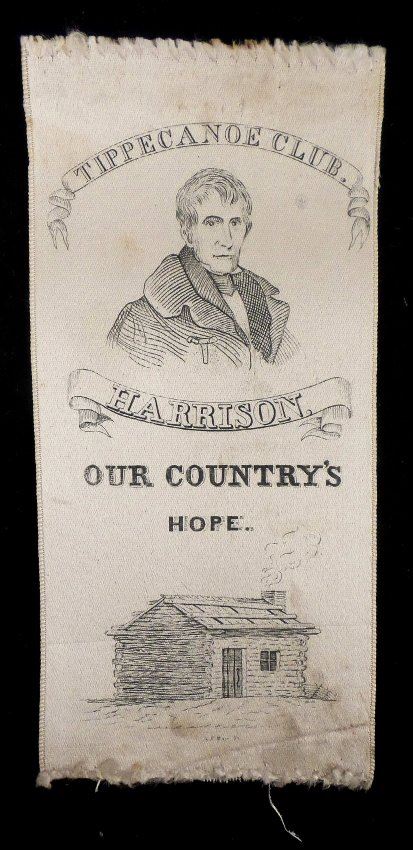 TIPPECANOE CLUB.
HARRISON.
OUR COUNTRY'S
HOPE.